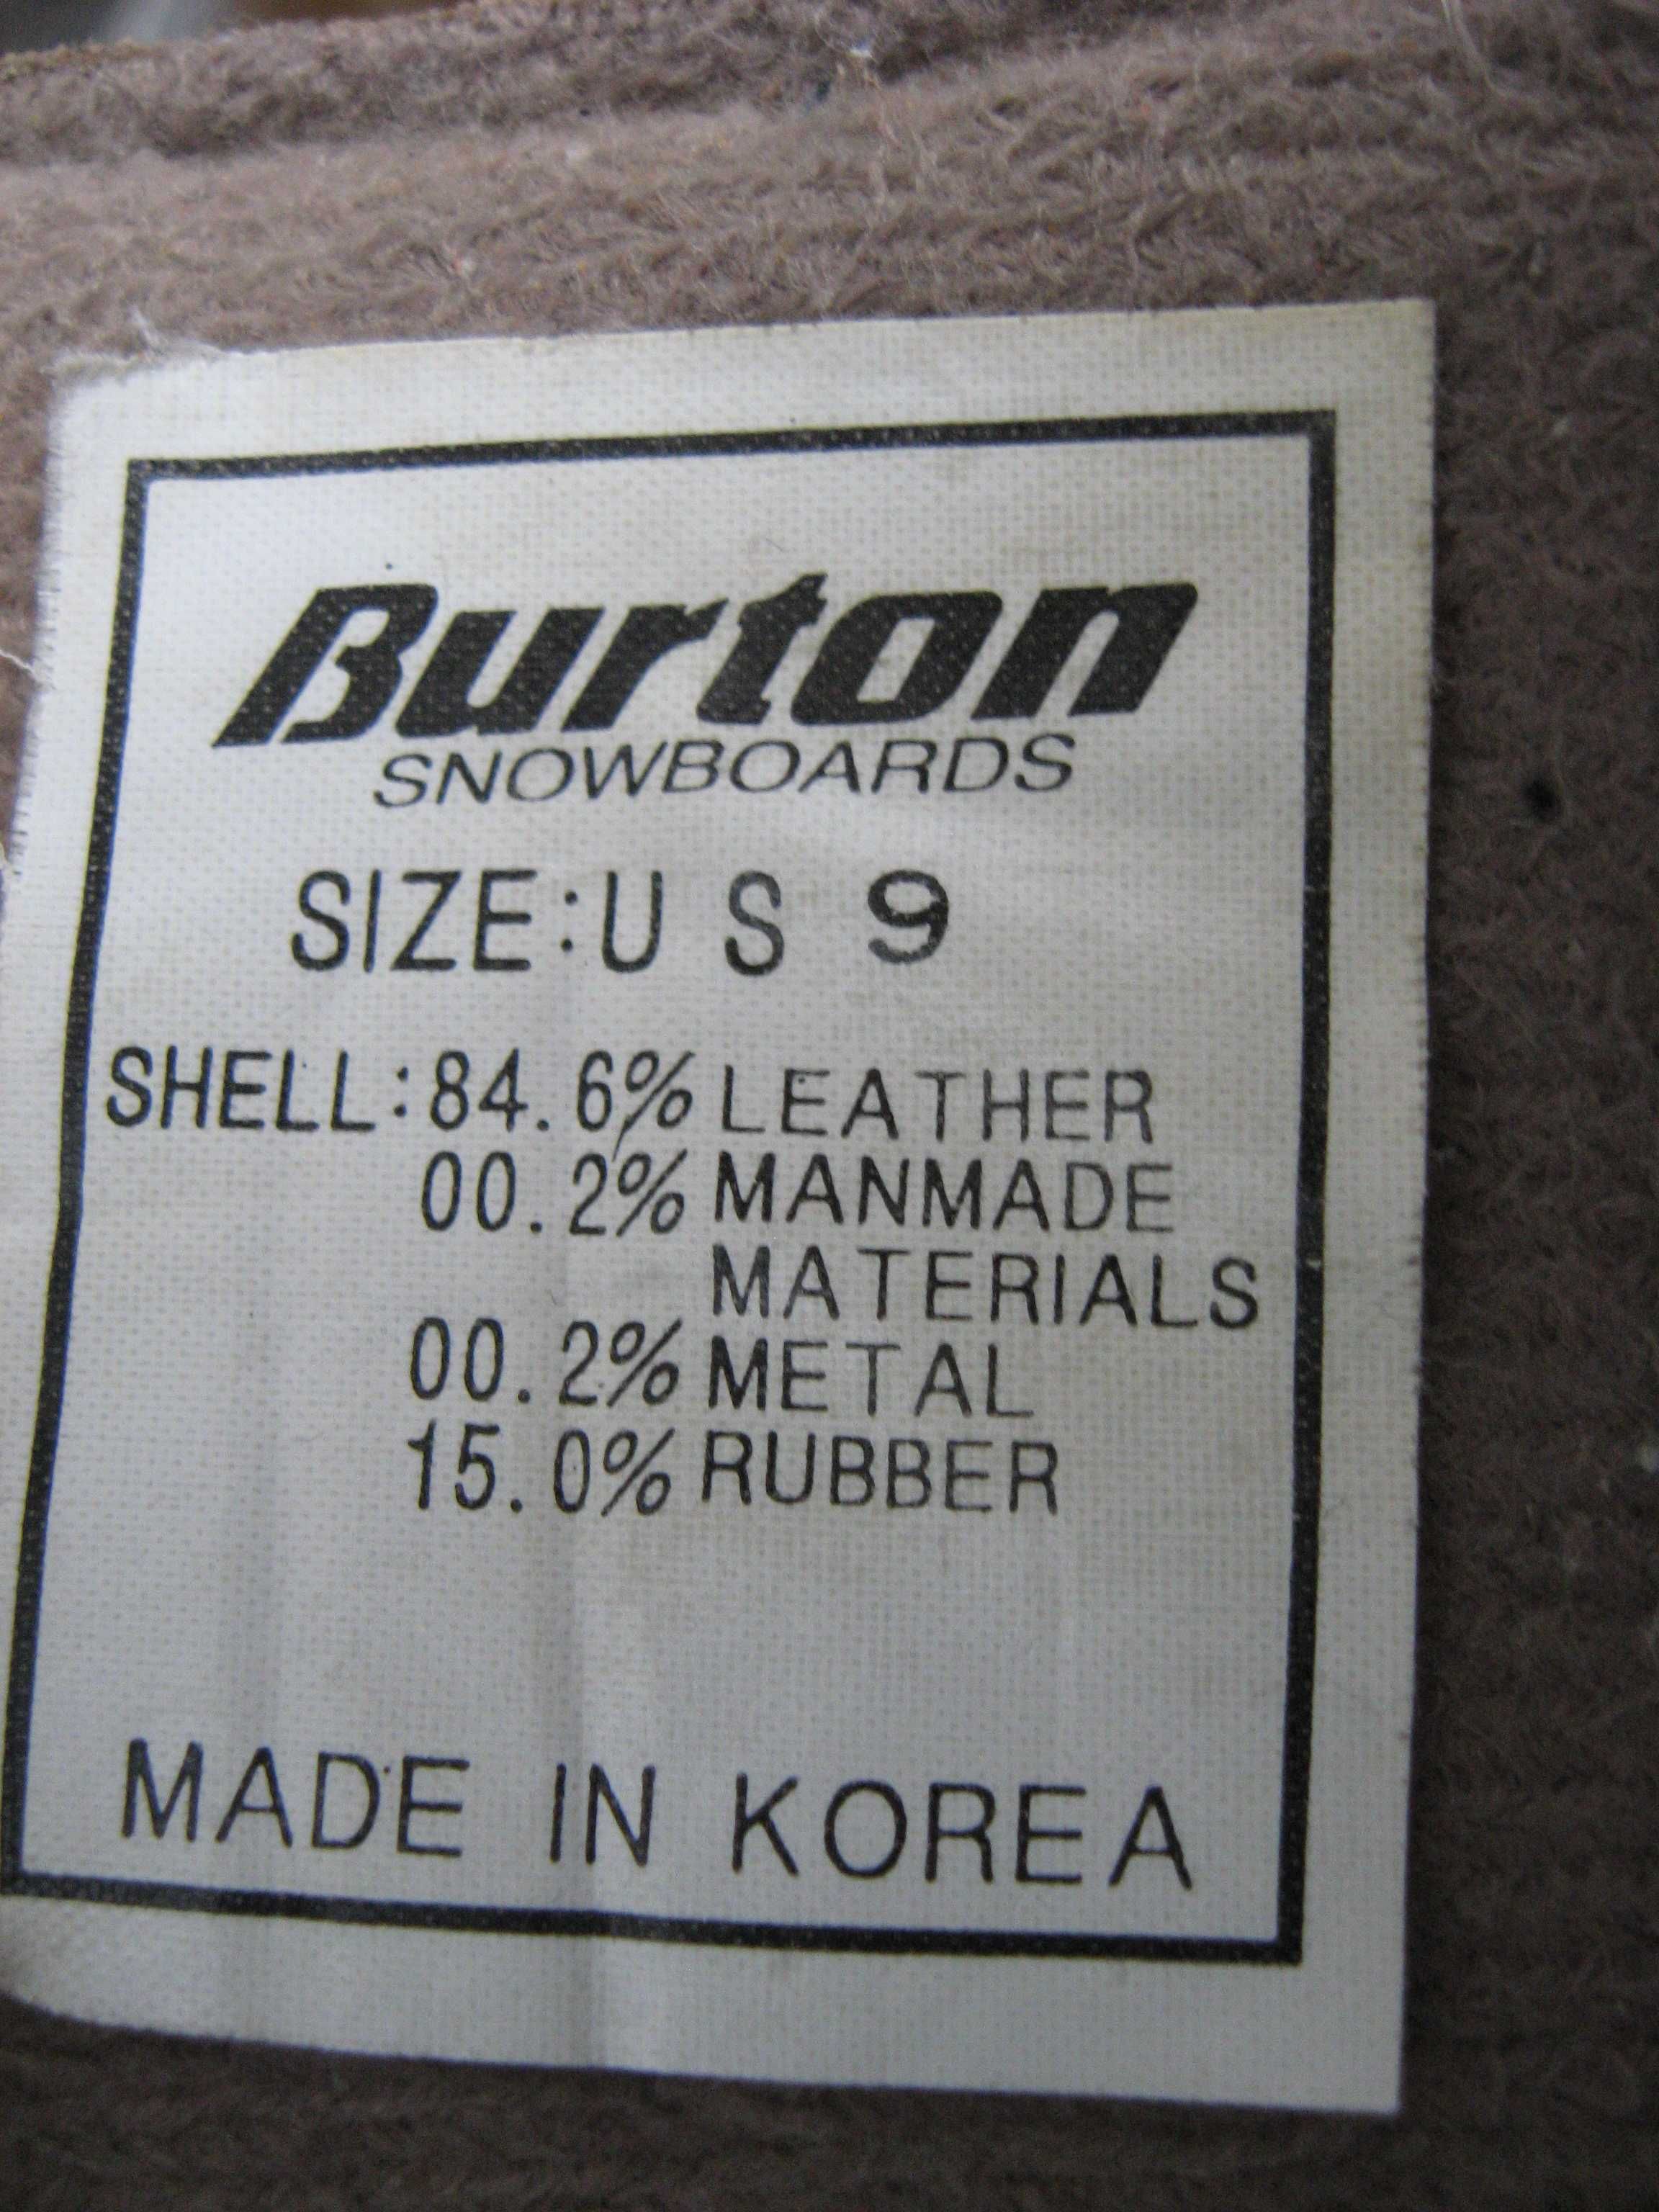 Burton
SNOWBOARDS
SIZE:U S 9
SHELL:84.6% LEATHER
00.2% MANMADE
MATERIALS
00.2% METAL
15.0% RUBBER
MADE IN KOREA